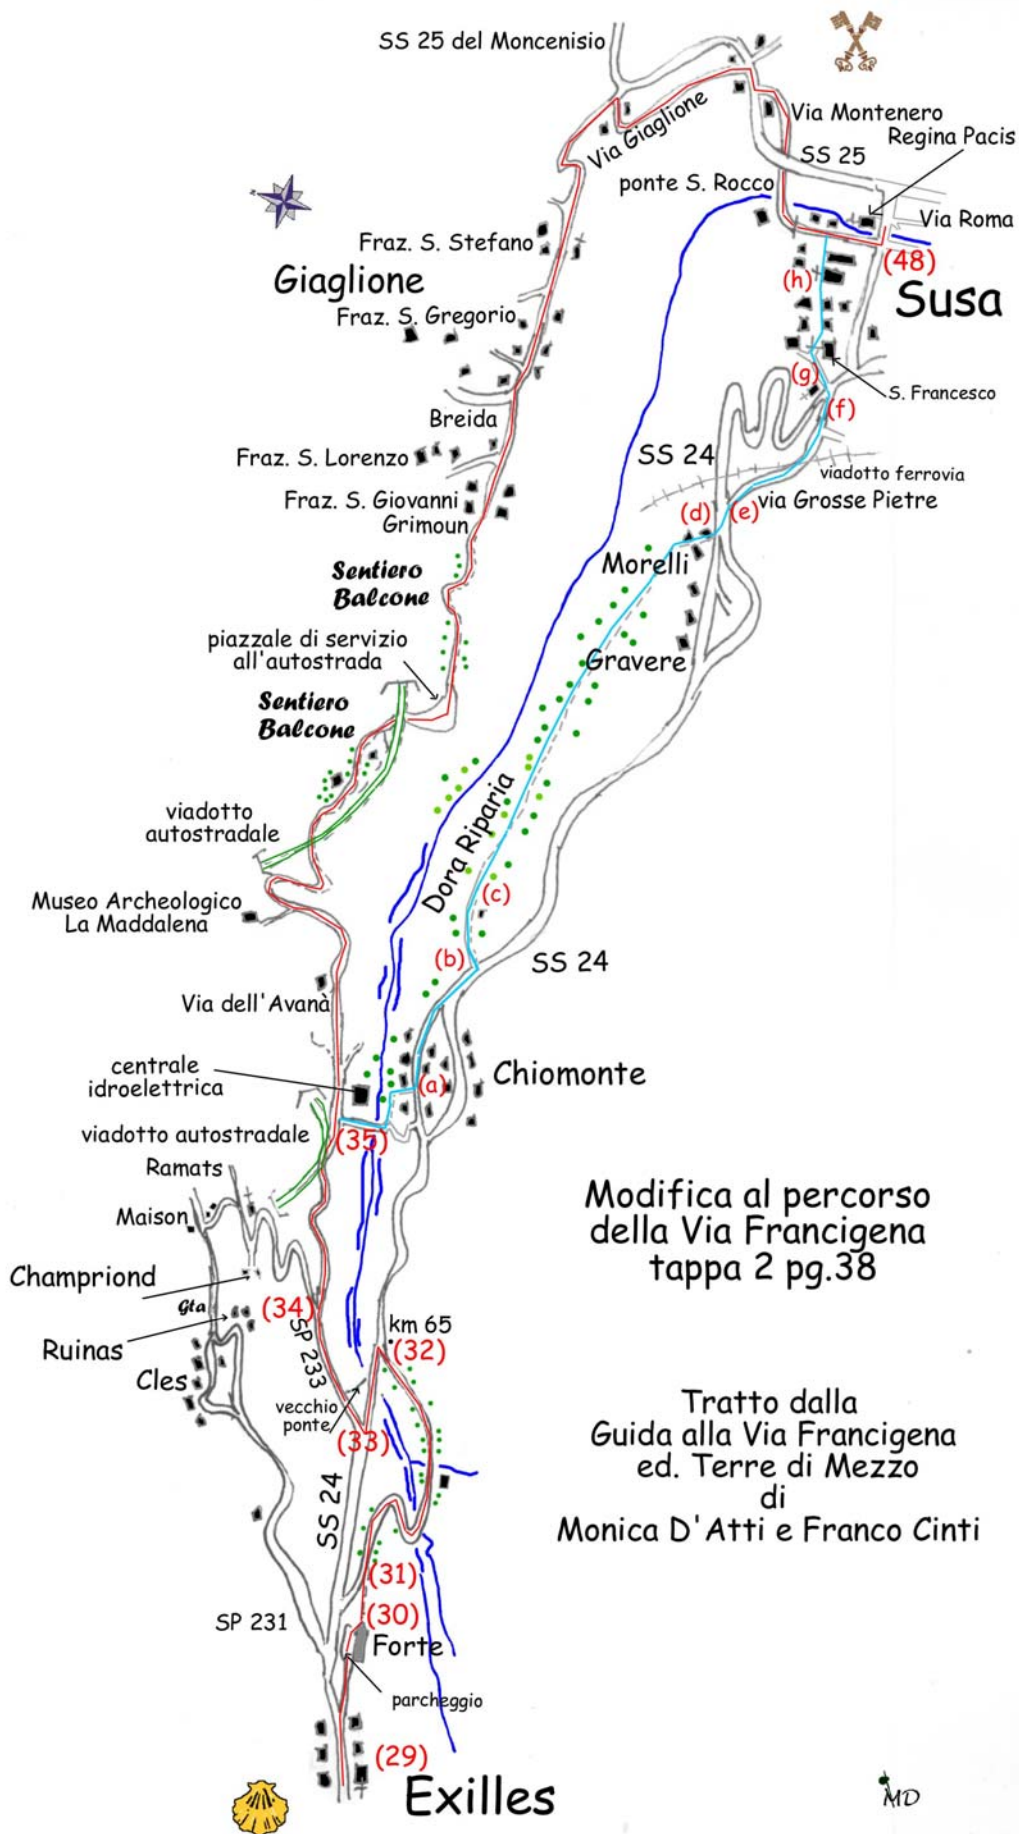 SS 25 del Moncenisio
Via Giaglione
Via Montenero
Regina Pacis
SS 25
ponte S. Rocco
Via Roma
(48)
Susa
(h)
Fraz. S. Stefano
Giaglione
Fraz. S. Gregorio
(g)
S. Francesco
(f)
Breida
Fraz. S. Lorenzo
SS 24
viadotto ferrovia
Fraz. S. Giovanni
Grimoun
via Grosse Pietre
(d)
(e)
Morelli
Sentiero
Balcone
piazzale di servizio
all'autostrada
Gravere
Sentiero
Balcone
viadotto
autostradale
Dora Riparia
(c)
Museo Archeologico
La Maddalena
(b)
SS 24
Via dell'Avanà
centrale
idroelettrica
(a)
Chiomonte
viadotto autostradale
(35)
Ramats
Maison
Modifica al percorso
della Via Francigena
tappa 2 pg.38
Champriond
Gta
(34)
Ruinas
SP 233
km 65
(32)
Cles
vecchio
ponte
(33)
Tratto dalla
Guida alla Via Francigena
ed. Terre di Mezzo
di
Monica D'Atti e Franco Cinti
SS 24
(31)
(30)
SP 231
Forte
parcheggio
(29)
Exilles
MD